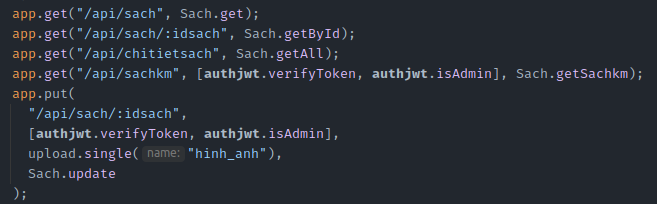 app.get("/api/sach", Sach.get);
app.get("/api/sach/:idsach", Sach.getById);
app.get("/api/chitietsach", Sach.getAll);
app.get("/api/sachkm", [authjwt.verifyToken, authjwt.isAdmin], Sach.getSachkm);
app.put(
"/api/sach/:idsach",
[authjwt.verifyToken, authjwt.isAdmin],
upload.single( name: "hinh_anh"),
Sach.update
);